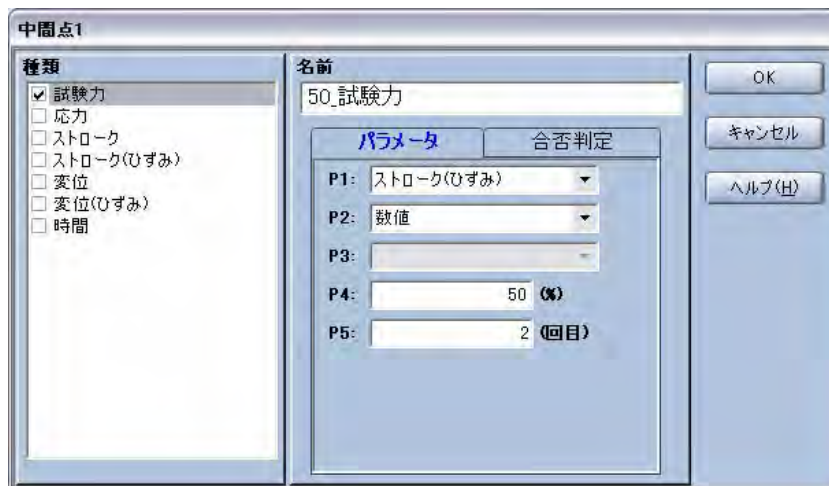 中間点1
種類
試験力
応力
ストローク
ストローク(ひずみ)
変位
変位(ひずみ)
時間
名前
50_試験力
パラメータ 合否判定
P1: ストローク(ひずみ)
P2: 数値
P3:
P4: 50 (%)
P5: 2 (回目)
OK
キャンセル
ヘルプ(H)